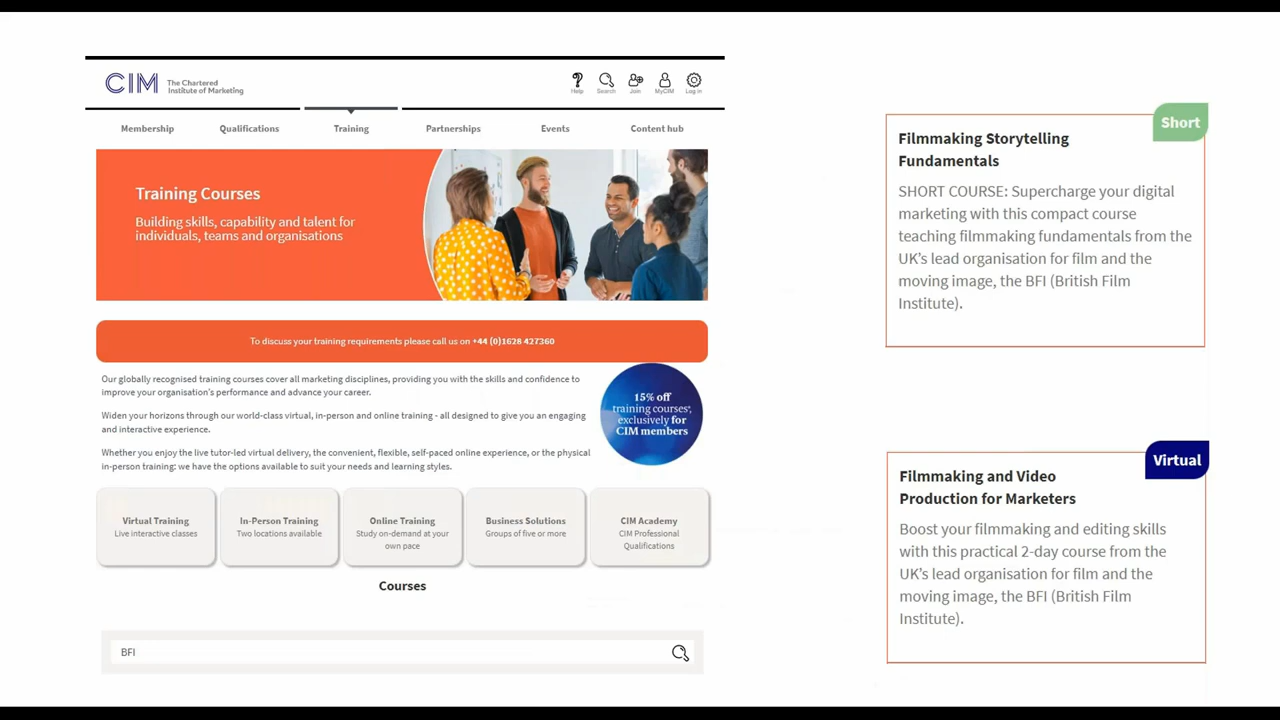 CIM
The Chartered
Institute of Marketing
Help
Search
Join
MyCIM
Log in
Membership
Qualifications
Training
Partnerships
Events
Content hub
Training Courses
Building skills, capability and talent for
individuals, teams and organisations
To discuss your training requirements please call us on +44 (0)1628 427360
Our globally recognised training courses cover all marketing disciplines, providing you with the skills and confidence to
improve your organisation's performance and advance your career.
Widen your horizons through our world-class virtual, in-person and online training - all designed to give you an engaging
and interactive experience.
Whether you enjoy the live tutor-led virtual delivery, the convenient, flexible, self-paced online experience, or the physical
in-person training: we have the options available to suit your needs and learning styles.
15% off
training courses*,
exclusively for
CIM members
Virtual Training
Live interactive classes
In-Person Training
Two locations available
Online Training
Study on-demand at your
own pace
Business Solutions
Groups of five or more
CIM Academy
CIM Professional
Qualifications
Courses
BFI
Short
Filmmaking Storytelling
Fundamentals
SHORT COURSE: Supercharge your digital
marketing with this compact course
teaching filmmaking fundamentals from the
UK's lead organisation for film and the
moving image, the BFI (British Film
Institute).
Virtual
Filmmaking and Video
Production for Marketers
Boost your filmmaking and editing skills
with this practical 2-day course from the
UK's lead organisation for film and the
moving image, the BFI (British Film
Institute).